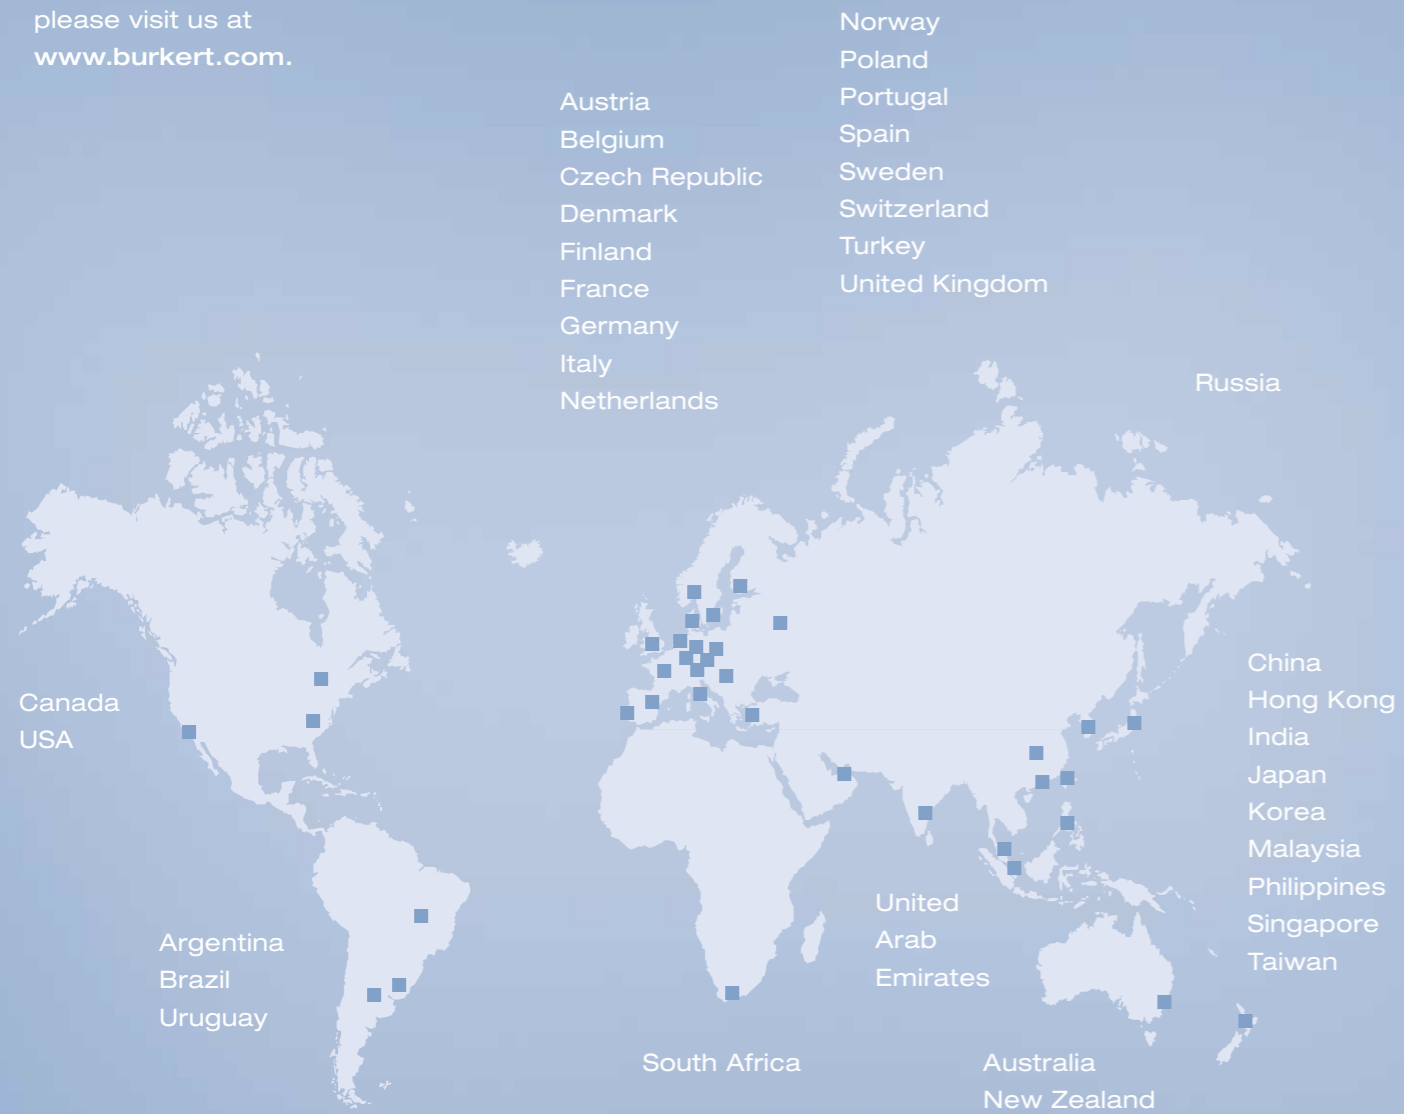 please visit us at
www.burkert.com.
Austria
Belgium
Czech Republic
Denmark
Finland
France
Germany
Italy
Netherlands
Norway
Poland
Portugal
Spain
Sweden
Switzerland
Turkey
United Kingdom
Russia
Canada
USA
China
Hong Kong
India
Japan
Korea
Malaysia
Philippines
Singapore
Taiwan
Argentina
Brazil
Uruguay
United
Arab
Emirates
South Africa
Australia
New Zealand